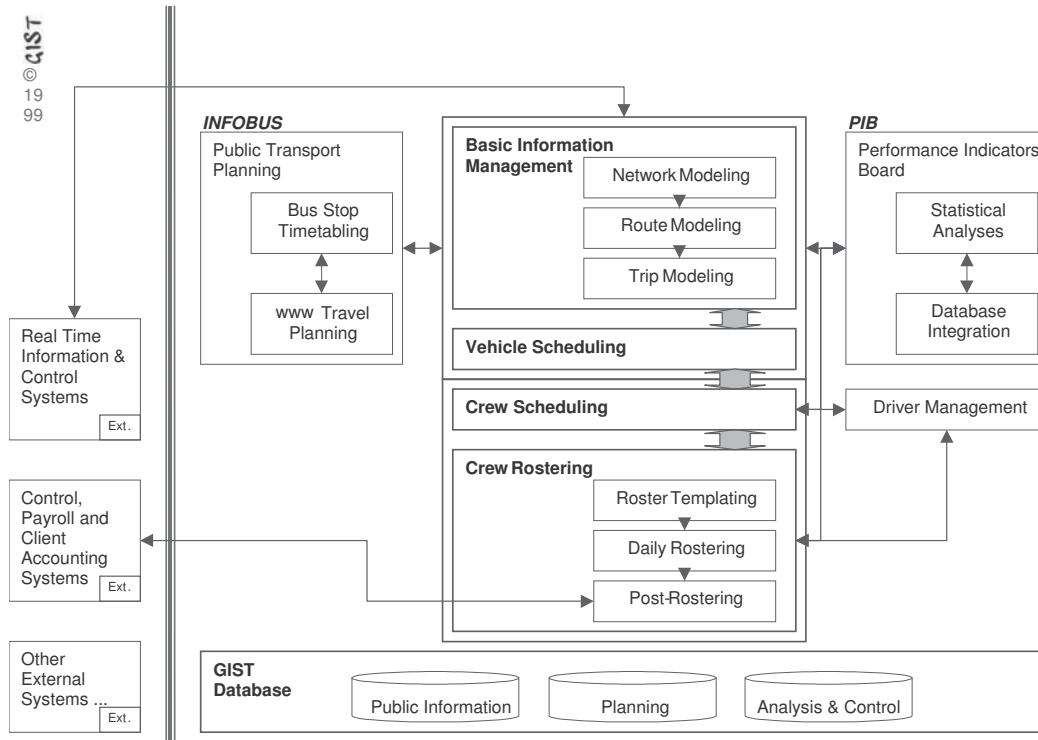 © GIST
19
99
INFOBUS
Public Transport
Planning
Bus Stop
Timetabling
www Travel
Planning
Basic Information
Management
Network Modeling
Route Modeling
Trip Modeling
Vehicle Scheduling
Crew Scheduling
Crew Rostering
Roster Templating
Daily Rostering
Post-Rostering
PIB
Performance Indicators
Board
Statistical
Analyses
Database
Integration
Driver Management
Real Time
Information &
Control
Systems
Ext.
Control,
Payroll and
Client
Accounting
Systems
Ext.
Other
External
Systems ...
Ext.
GIST
Database
Public Information
Planning
Analysis & Control